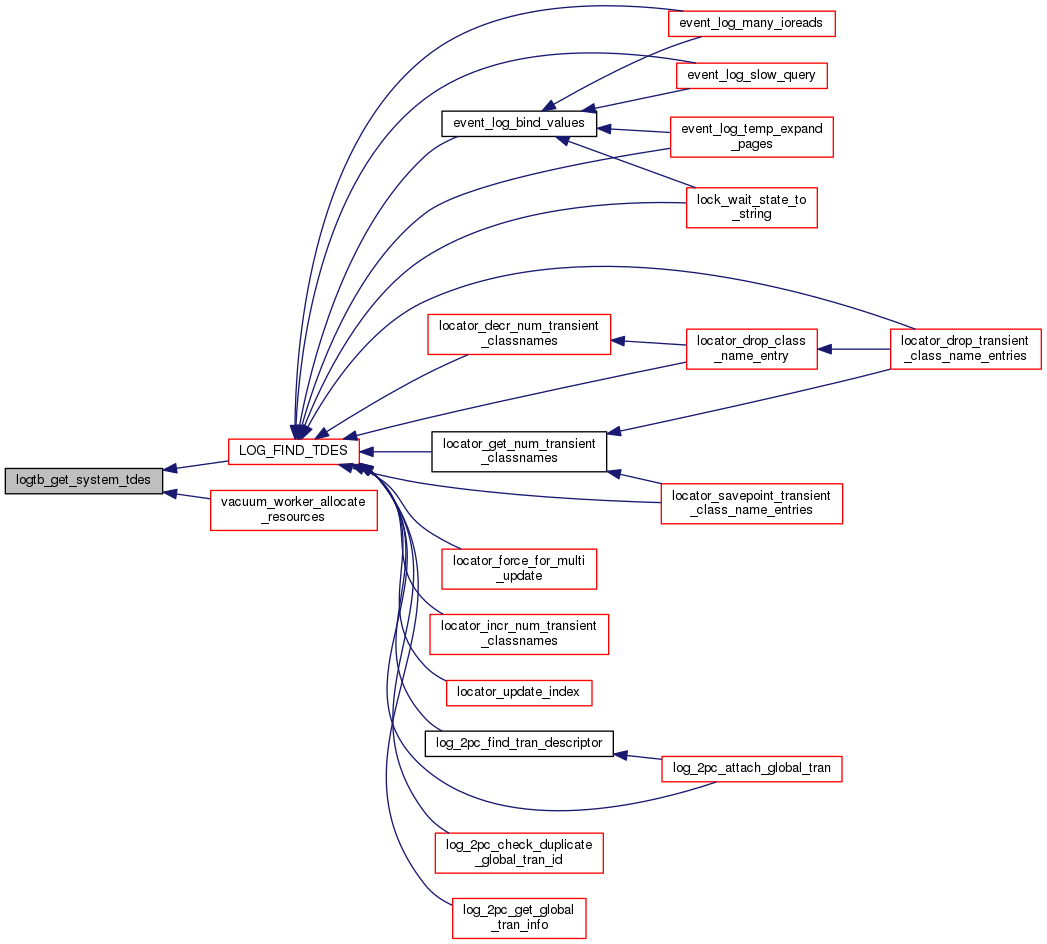 event_log_many_ioreads
event_log_slow_query
event_log_bind_values
event_log_temp_expand
_pages
lock_wait_state_to
_string
locator_decr_num_transient
_classnames
locator_drop_class
_name_entry
locator_drop_transient
_class_name_entries
LOG_FIND_TDES
locator_get_num_transient
_classnames
logtb_get_system_tdes
vacuum_worker_allocate
_resources
locator_savepoint_transient
_class_name_entries
locator_force_for_multi
_update
locator_incr_num_transient
_classnames
locator_update_index
log_2pc_find_tran_descriptor
log_2pc_attach_global_tran
log_2pc_check_duplicate
_global_tran_id
log_2pc_get_global
_tran_info